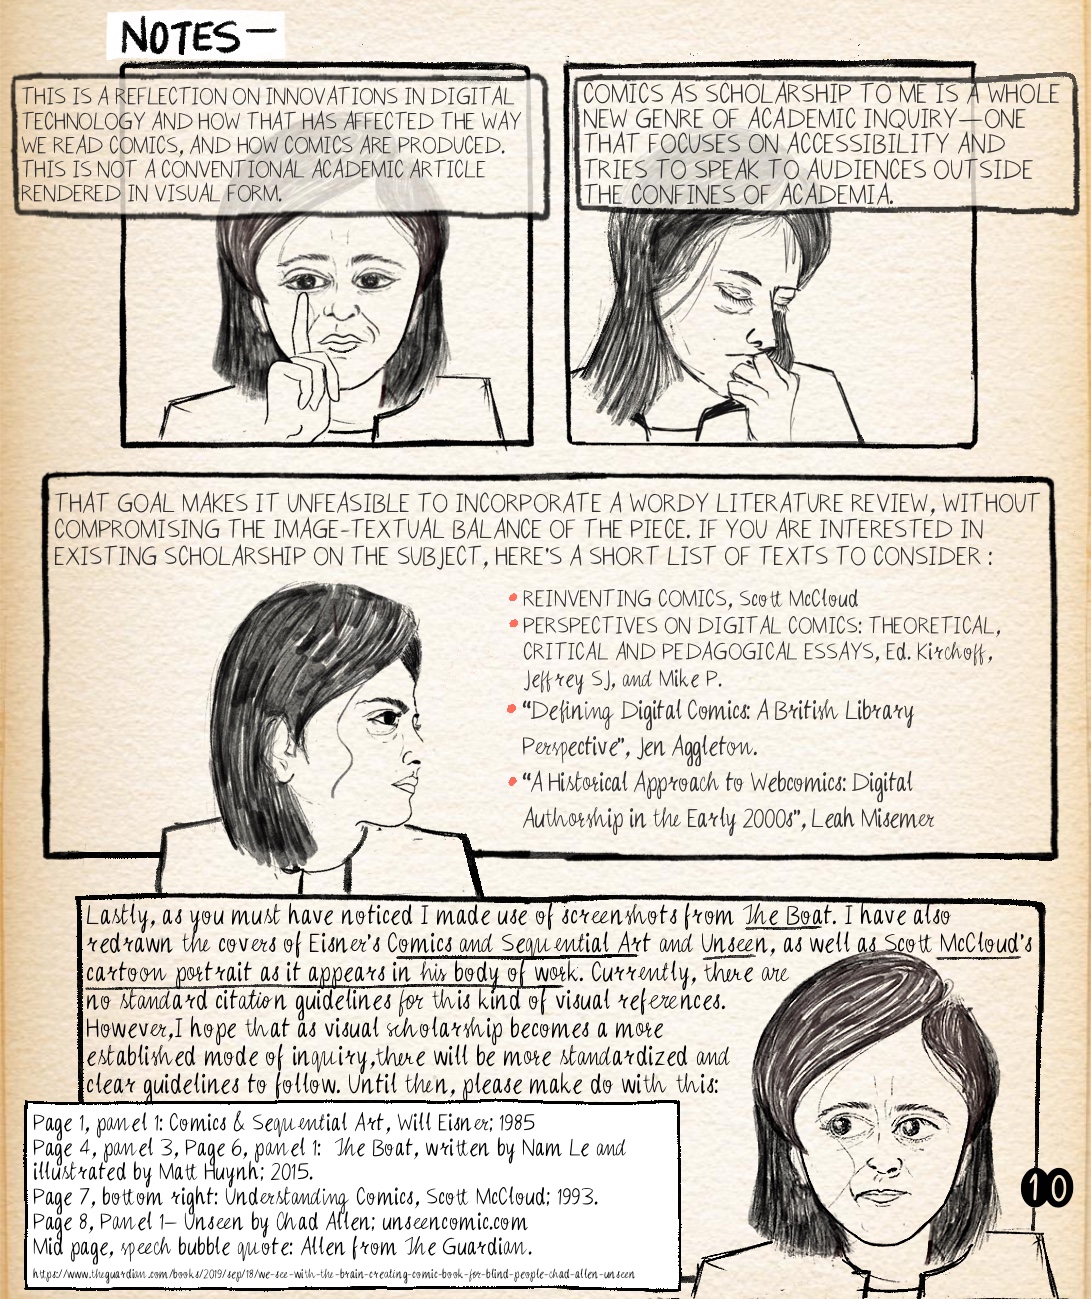 NOTES—
THIS IS A REFLECTION ON INNOVATIONS IN DIGITAL
TECHNOLOGY AND HOW THAT HAS AFFECTED THE WAY
WE READ COMICS, AND HOW COMICS ARE PRODUCED.
THIS IS NOT A CONVENTIONAL ACADEMIC ARTICLE
RENDERED IN VISUAL FORM.
COMICS AS SCHOLARSHIP TO ME IS A WHOLE
NEW GENRE OF ACADEMIC INQUIRY—ONE
THAT FOCUSES ON ACCESSIBILITY AND
TRIES TO SPEAK TO AUDIENCES OUTSIDE
THE CONFINES OF ACADEMIA.
THAT GOAL MAKES IT UNFEASIBLE TO INCORPORATE A WORDY LITERATURE REVIEW, WITHOUT
COMPROMISING THE IMAGE-TEXTUAL BALANCE OF THE PIECE. IF YOU ARE INTERESTED IN
EXISTING SCHOLARSHIP ON THE SUBJECT, HERE'S A SHORT LIST OF TEXTS TO CONSIDER :
• REINVENTING COMICS, Scott McCloud
• PERSPECTIVES ON DIGITAL COMICS: THEORETICAL,
CRITICAL AND PEDAGOGICAL ESSAYS, Ed. Kirchoff,
Jeffrey SJ, and Mike P.
• “Defining Digital Comics: A British Library
Perspective”, Jen Aggleton.
• “A Historical Approach to Webcomics: Digital
Authorship in the Early 2000s”, Leah Misemer
Lastly, as you must have noticed I made use of screenshots from The Boat. I have also
redrawn the covers of Eisner's Comics and Sequential Art and Unseen, as well as Scott McCloud's
cartoon portrait as it appears in his body of work. Currently, there are
no standard citation guidelines for this kind of visual references.
However,I hope that as visual scholarship becomes a more
established mode of inquiry,there will be more standardized and
clear guidelines to follow. Until then, please make do with this:
Page 1, panel 1: Comics & Sequential Art, Will Eisner; 1985
Page 4, panel 3, Page 6, panel 1: The Boat, written by Nam Le and
illustrated by Matt Huynh; 2015.
Page 7, bottom right: Understanding Comics, Scott McCloud; 1993.
Page 8, Panel 1— Unseen by Chad Allen; unseencomic.com
Mid page, speech bubble quote: Allen from The Guardian.
https://www.theguardian.com/books/2019/sep/18/we-see-with-the-brain-creating-comic-book-for-blind-people-chad-allen-unseen
10